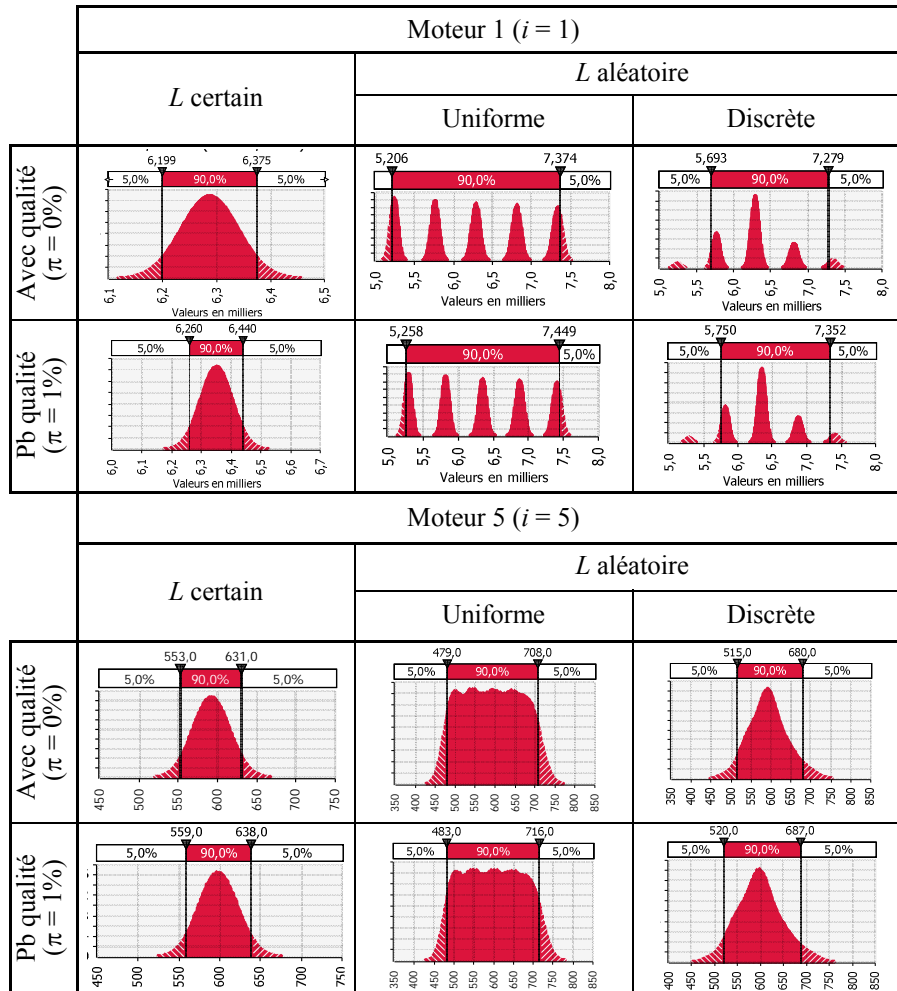 Moteur 1 (i = 1)
L certain
L aléatoire
Uniforme
Discrète
Avec qualité
(π = 0%)
6,199 6,375
5,0% 90,0% 5,0%
6,1 6,2 6,3 6,4 6,5
Valeurs en milliers
5,206 7,374
90,0% 5,0%
5,0 5,5 6,0 6,5 7,0 7,5 8,0
Valeurs en milliers
5,693 7,279
5,0% 90,0% 5,0%
5,0 5,5 6,0 6,5 7,0 7,5 8,0
Valeurs en milliers
Pb qualité
(π = 1%)
6,260 6,440
5,0% 90,0% 5,0%
6,0 6,1 6,2 6,3 6,4 6,5 6,6 6,7
Valeurs en milliers
5,258 7,449
90,0% 5,0%
5,0 5,5 6,0 6,5 7,0 7,5 8,0
Valeurs en milliers
5,750 7,352
5,0% 90,0% 5,0%
5,0 5,5 6,0 6,5 7,0 7,5 8,0
Valeurs en milliers
Moteur 5 (i = 5)
L certain
L aléatoire
Uniforme
Discrète
Avec qualité
(π = 0%)
553,0 631,0
5,0% 90,0% 5,0%
450 500 550 600 650 700 750
479,0 708,0
5,0% 90,0% 5,0%
350 400 450 500 550 600 650 700 750 800 850
515,0 680,0
5,0% 90,0% 5,0%
350 400 450 500 550 600 650 700 750 800 850
Pb qualité
(π = 1%)
559,0 638,0
5,0% 90,0% 5,0%
450 500 550 600 650 700 750
483,0 716,0
5,0% 90,0% 5,0%
350 400 450 500 550 600 650 700 750 800 850
520,0 687,0
5,0% 90,0% 5,0%
400 450 500 550 600 650 700 750 800 850